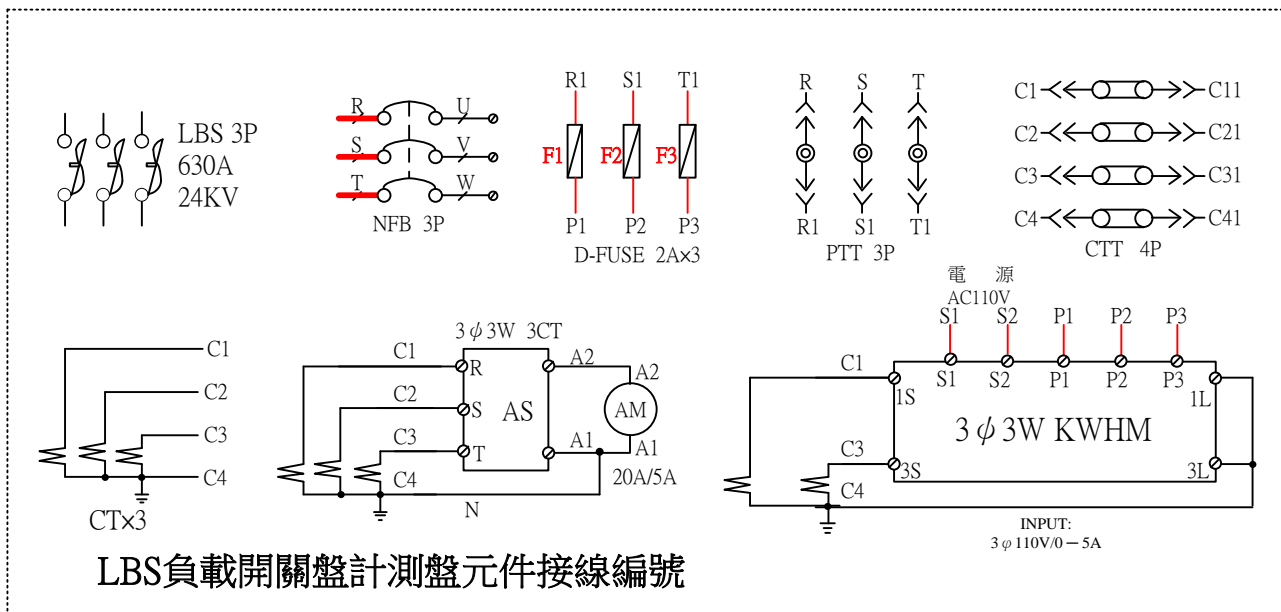 LBS 3P
630A
24KV
R U
S V
T W
NFB 3P
R1 S1 T1
F1 F2 F3
P1 P2 P3
D-FUSE 2A×3
R S T
R1 S1 T1
PTT 3P
C1 C11
C2 C21
C3 C31
C4 C41
CTT 4P
C1
C2
C3
C4
CT×3
3φ3W 3CT
C1 R A2
A2
C2 S AS AM
C3 T A1 A1
C4
N
20A/5A
電 源
AC110V
S1 S2 P1 P2 P3
S1 S2 P1 P2 P3
C1 1S 1L
3φ3W KWHM
C3 3S 3L
C4
INPUT:
3φ110V/0－5A
LBS負載開關盤計測盤元件接線編號